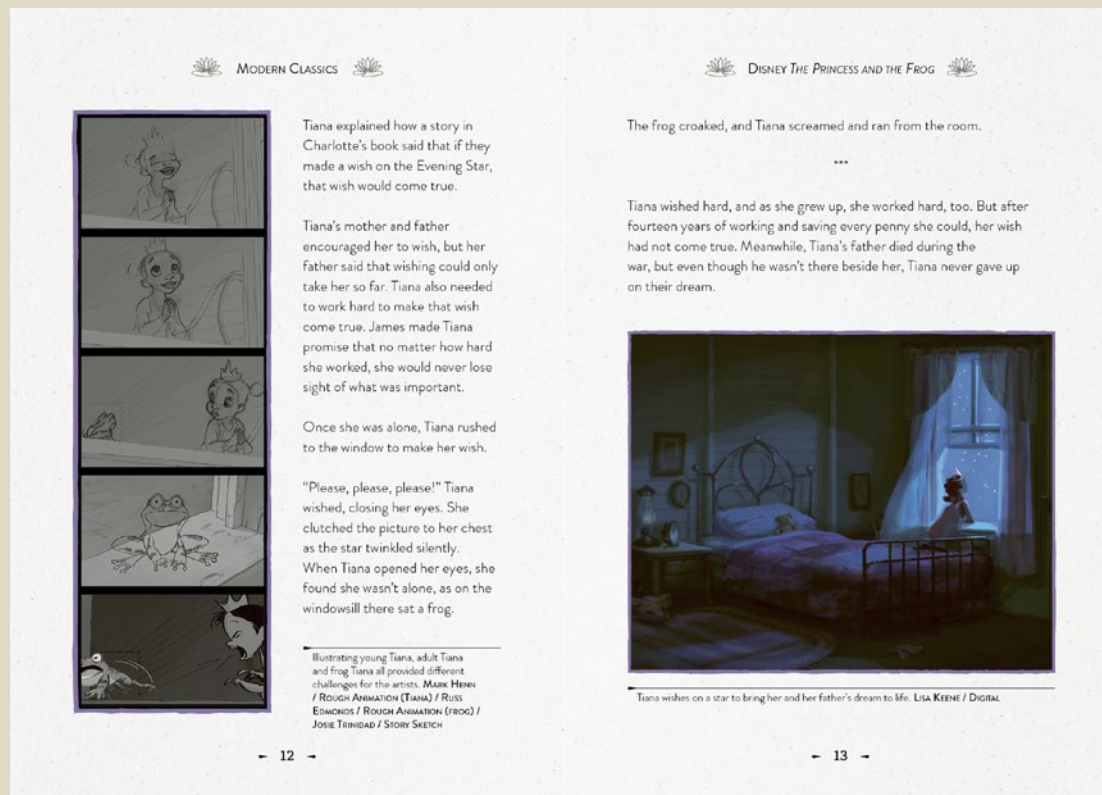 MODERN CLASSICS
Tiana explained how a story in
Charlotte's book said that if they
made a wish on the Evening Star,
that wish would come true.
Tiana's mother and father
encouraged her to wish, but her
father said that wishing could only
take her so far. Tiana also needed
to work hard to make that wish
come true. James made Tiana
promise that no matter how hard
she worked, she would never lose
sight of what was important.
Once she was alone, Tiana rushed
to the window to make her wish.
“Please, please, please!” Tiana
wished, closing her eyes. She
clutched the picture to her chest
as the star twinkled silently.
When Tiana opened her eyes, she
found she wasn't alone, as on the
windowsill there sat a frog.
Illustrating young Tiana, adult Tiana
and frog Tiana all provided different
challenges for the artists. MARK HENN
/ ROUGH ANIMATION (TIANA) / RUSS
EDMONDS / ROUGH ANIMATION (FROG) /
JOSIE TRINIDAD / STORY SKETCH
12
DISNEY THE PRINCESS AND THE FROG
The frog croaked, and Tiana screamed and ran from the room.
***
Tiana wished hard, and as she grew up, she worked hard, too. But after
fourteen years of working and saving every penny she could, her wish
had not come true. Meanwhile, Tiana's father died during the
war, but even though he wasn't there beside her, Tiana never gave up
on their dream.
Tiana wishes on a star to bring her and her father's dream to life. LISA KEENE / DIGITAL
13